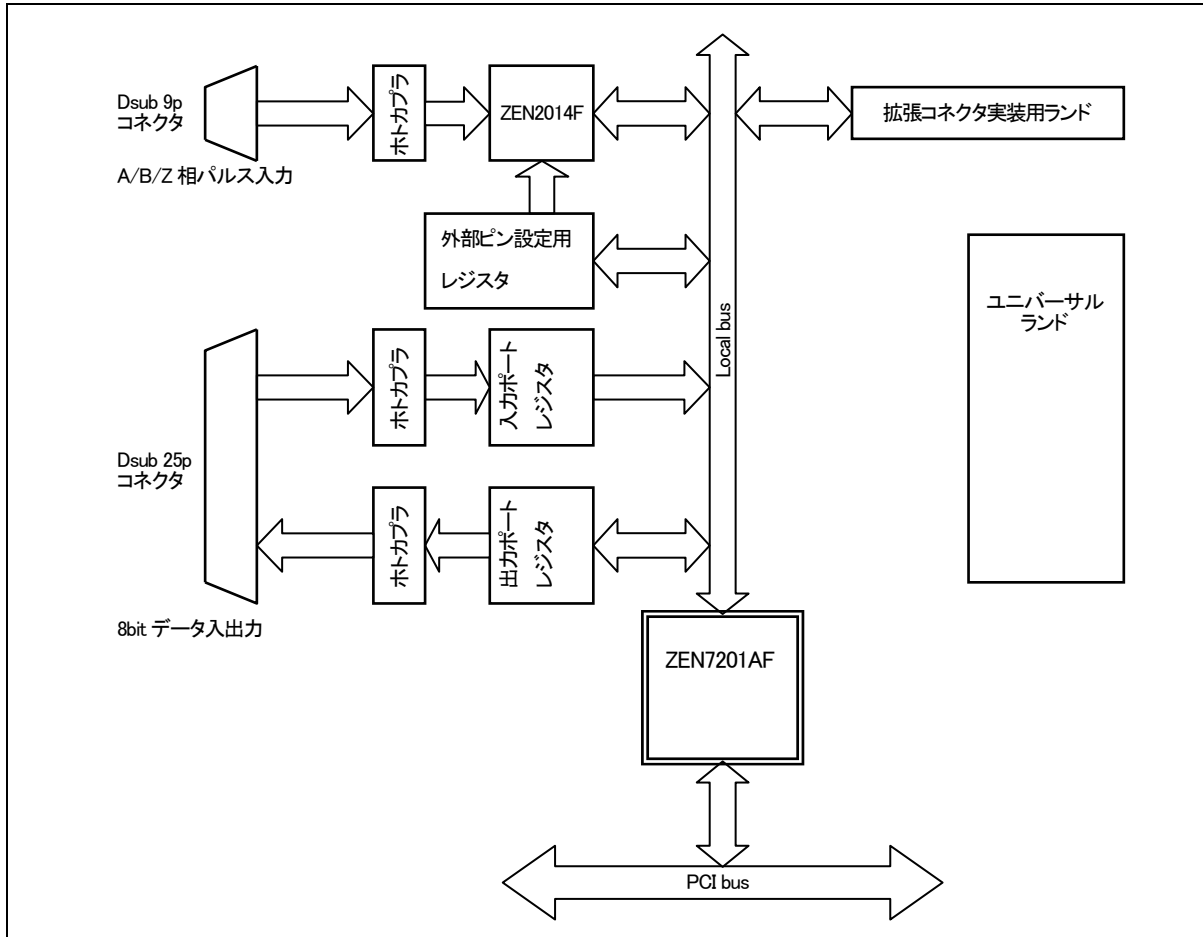 Dsub 9p
コネクタ
A/B/Z 相パルス入力
ホトカプラ
ZEN2014F
拡張コネクタ実装用ランド
外部ピン設定用
レジスタ
ユニバーサル
ランド
Local bus
ホトカプラ
入力ポート
レジスタ
Dsub 25p
コネクタ
ホトカプラ
出力ポート
レジスタ
8bit データ入出力
ZEN7201AF
PCI bus